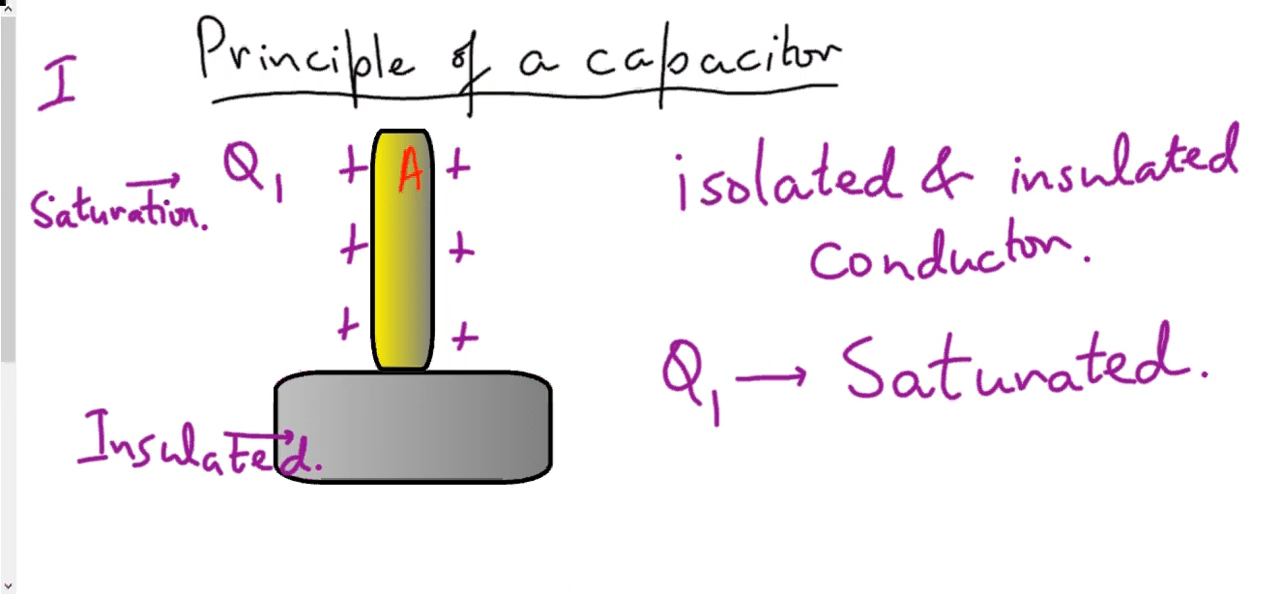 Principle of a capacitor
I
Saturation. →
Q₁
+ A +
+ +
+ +
isolated & insulated
conductor.
Q₁ → Saturated.
Insulated. →